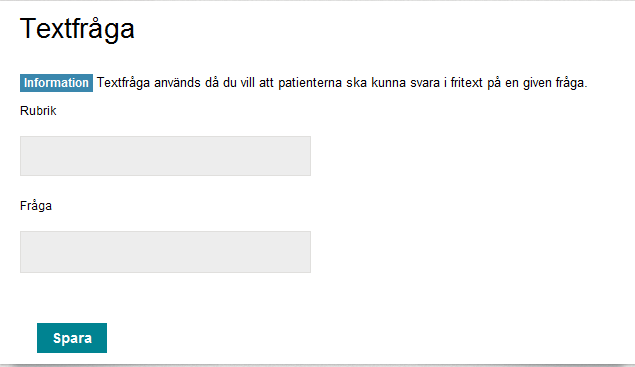 Textfråga
Information Textfråga används då du vill att patienterna ska kunna svara i fritext på en given fråga.
Rubrik
Fråga
Spara